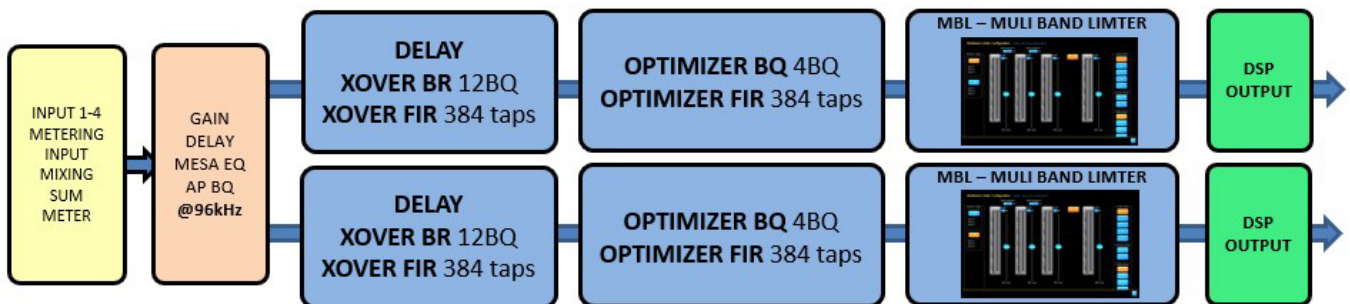 INPUT 1-4
METERING
INPUT
MIXING
SUM
METER
GAIN
DELAY
MESA EQ
AP BQ
@96kHz
DELAY
XOVER BR 12BQ
XOVER FIR 384 taps
OPTIMIZER BQ 4BQ
OPTIMIZER FIR 384 taps
MBL – MULI BAND LIMTER
DSP
OUTPUT
DELAY
XOVER BR 12BQ
XOVER FIR 384 taps
OPTIMIZER BQ 4BQ
OPTIMIZER FIR 384 taps
MBL – MULI BAND LIMTER
DSP
OUTPUT